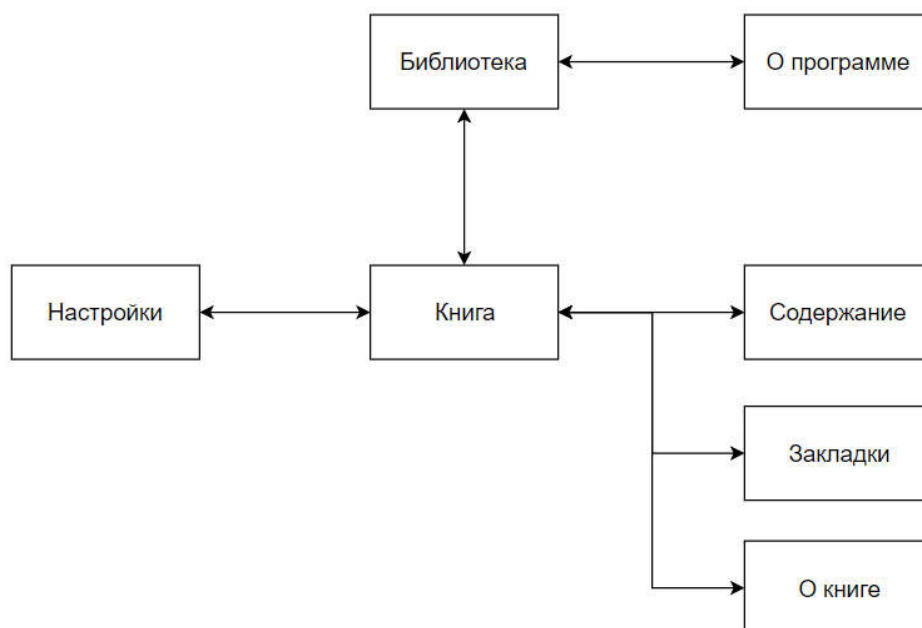 Библиотека
О программе
Настройки
Книга
Содержание
Закладки
О книге